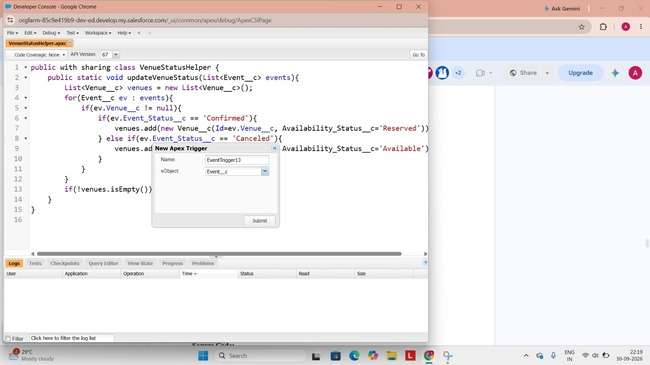 Developer Console - Google Chrome
orgfarm-85c9e419b9-dev-ed.develop.my.salesforce.com/_ui/common/apex/debug/ApexCSIPage
File Edit Debug Test Workspace Help < >
VenueStatusHelper.apxc
Code Coverage: None API Version: 67 Go To
1 public with sharing class VenueStatusHelper {
2 public static void updateVenueStatus(List<Event__c> events){
3 List<Venue__c> venues = new List<Venue__c>();
4 for(Event__c ev : events){
5 if(ev.Venue__c != null){
6 if(ev.Event_Status__c == 'Confirmed'){
7 venues.add(new Venue__c(Id=ev.Venue__c, Availability_Status__c='Reserved'))
8 } else if(ev.Event_Status__c == 'Canceled'){
9 venues.ad Availability_Status__c='Available')
10 }
11 }
12 }
13 if(!venues.isEmpty())
14 }
15 }
16
New Apex Trigger
Name: EventTrigger13
sObject: Event__c
Submit
Logs Tests Checkpoints Query Editor View State Progress Problems
User Application Operation Time Status Read Size
Filter Click here to filter the log list
Ask Gemini
A
+2 Share Upgrade A
29°C
Mostly cloudy
Search
ENG
IN
22:19
10-09-2026